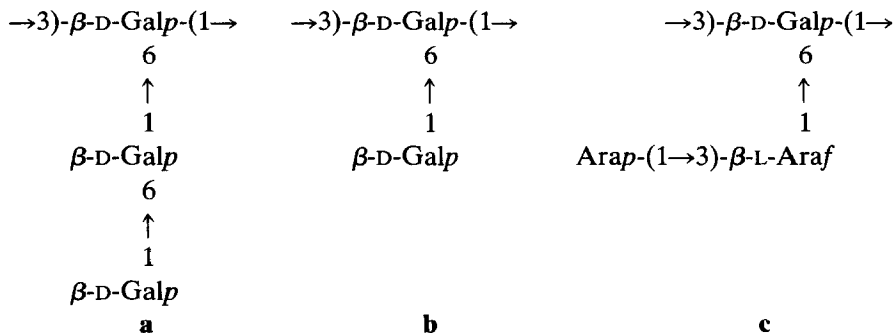 →3)-β-D-Galp-(1→ →3)-β-D-Galp-(1→ →3)-β-D-Galp-(1→
6 6 6
↑ ↑ ↑
1 1 1
β-D-Galp β-D-Galp Arap-(1→3)-β-L-Araf
6
↑
1
β-D-Galp
a b c